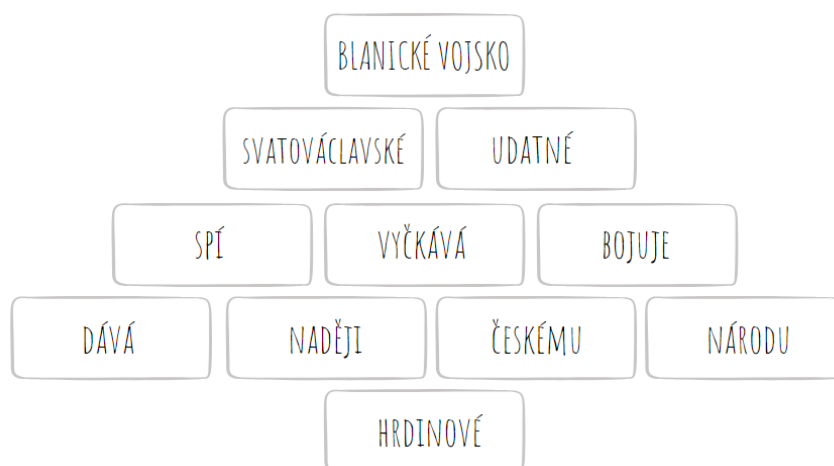 BLANICKÉ VOJSKO
SVATOVÁCLAVSKÉ UDATNÉ
SPÍ VYČKÁVÁ BOJUJE
DÁVÁ NADĚJI ČESKÉMU NÁRODU
HRDINOVÉ